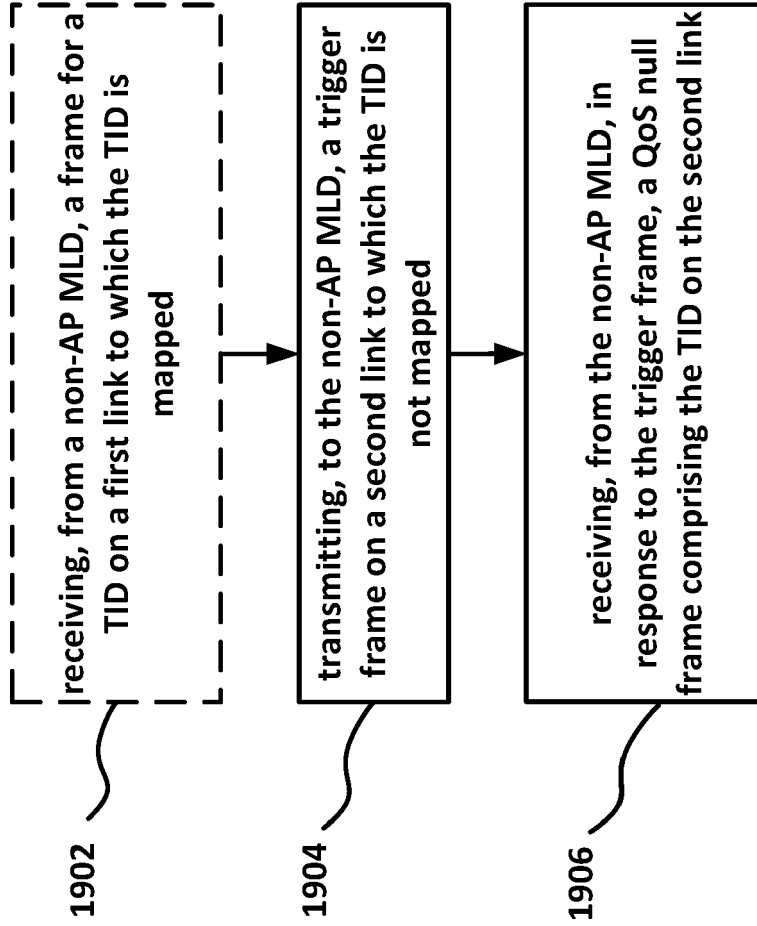 1902
receiving, from a non-AP MLD, a frame for a
TID on a first link to which the TID is
mapped
1904
transmitting, to the non-AP MLD, a trigger
frame on a second link to which the TID is
not mapped
1906
receiving, from the non-AP MLD, in
response to the trigger frame, a QoS null
frame comprising the TID on the second link